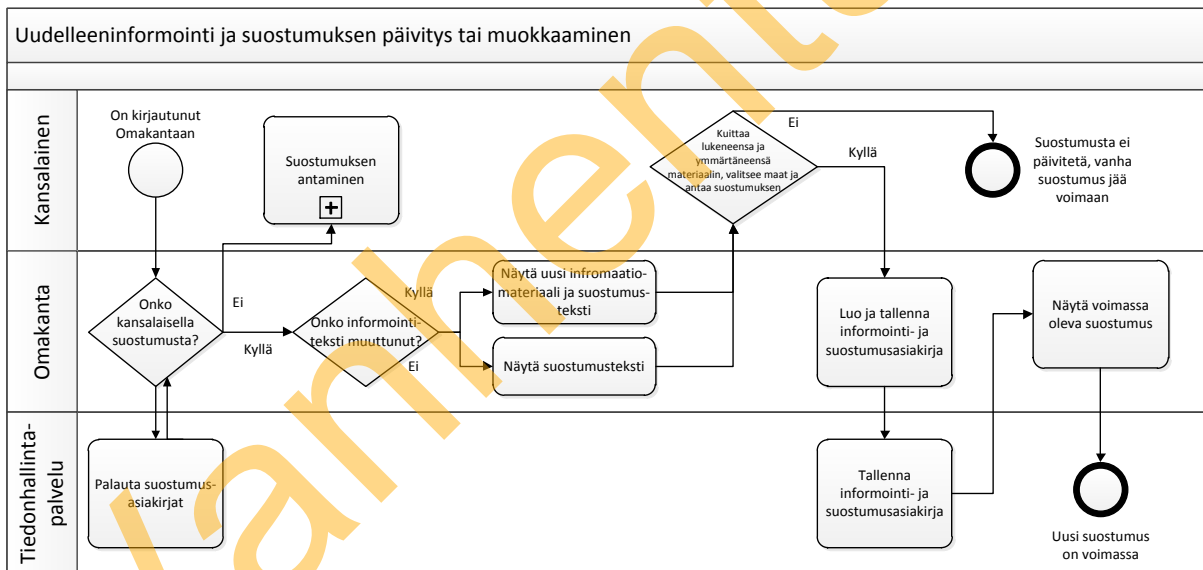 Uudelleeninformointi ja suostumuksen päivitys tai muokkaaminen
Kansalainen
On kirjautunut
Omakantaan
Suostumuksen
antaminen
Kuittaa
lukeneensa ja
ymmärtäneensä
materiaalin, valitsee maat ja
antaa suostumuksen
Ei
Kyllä
Suostumusta ei
päivitetä, vanha
suostumus jää
voimaan
Omakanta
Onko
kansalaisella
suostumusta?
Ei
Kyllä
Onko informointi-
teksti muuttunut?
Kyllä
Ei
Näytä uusi infromaatio-
materiaali ja suostumus-
teksti
Näytä suostumusteksti
Luo ja tallenna
informointi- ja
suostumusasiakirja
Näytä voimassa
oleva suostumus
Tiedonhallinta-
palvelu
Palauta suostumus-
asiakirjat
Tallenna
informointi- ja
suostumusasiakirja
Uusi suostumus
on voimassa